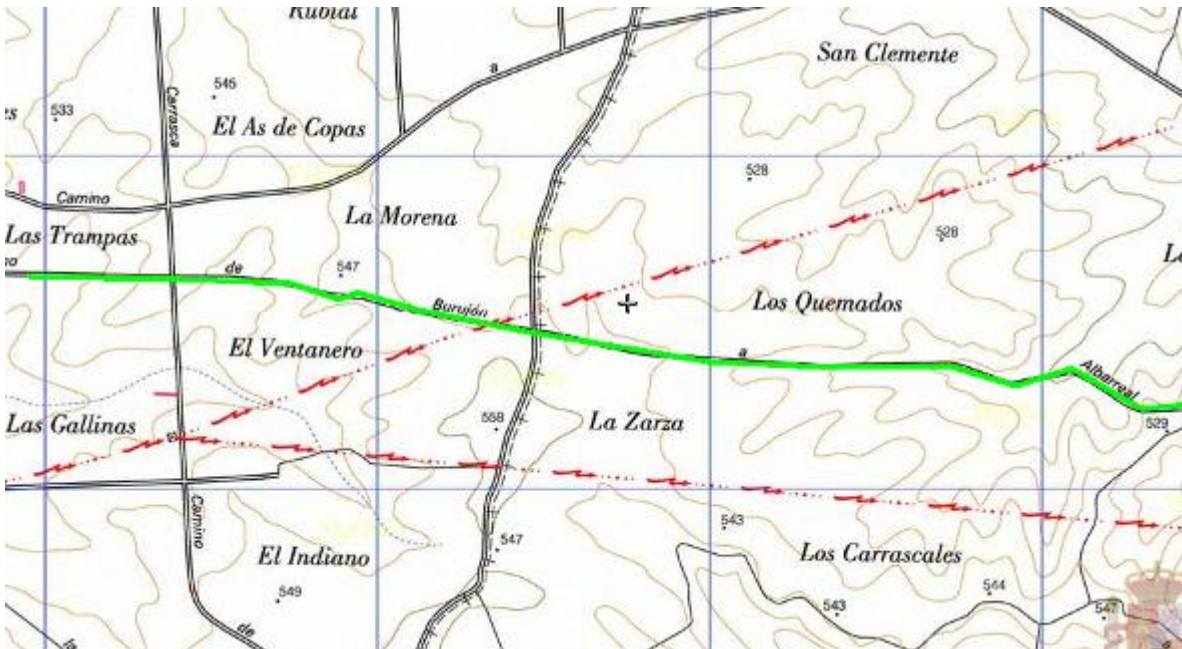 Rubial
San Clemente
a
545
533
es
Carrasca
El As de Copas
528
Camino
La Morena
Las Trampas
528
no
de
547
Burujón
Los Quemados
El Ventanero
a
Albarreal
Las Gallinas
558
La Zarza
529
Camino
543
547
El Indiano
Los Carrascales
549
544
543
547
de